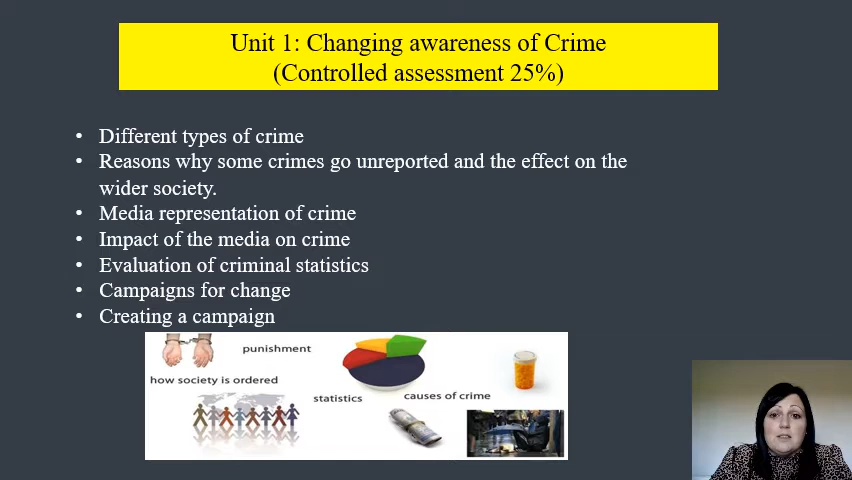 Unit 1: Changing awareness of Crime
(Controlled assessment 25%)
• Different types of crime
• Reasons why some crimes go unreported and the effect on the
wider society.
• Media representation of crime
• Impact of the media on crime
• Evaluation of criminal statistics
• Campaigns for change
• Creating a campaign
punishment
how society is ordered
statistics
causes of crime